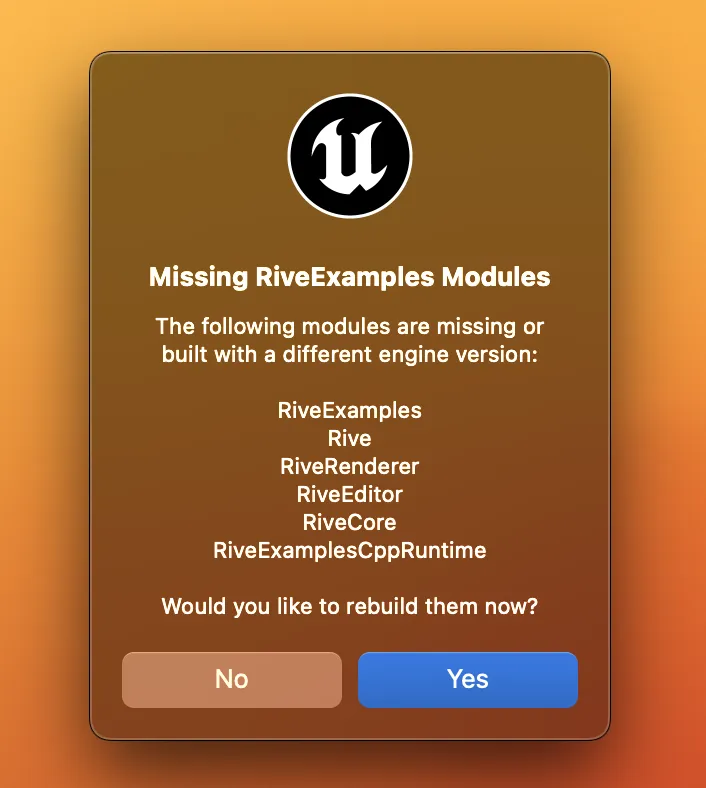 Missing RiveExamples Modules
The following modules are missing or
built with a different engine version:
RiveExamples
Rive
RiveRenderer
RiveEditor
RiveCore
RiveExamplesCppRuntime
Would you like to rebuild them now?
No
Yes